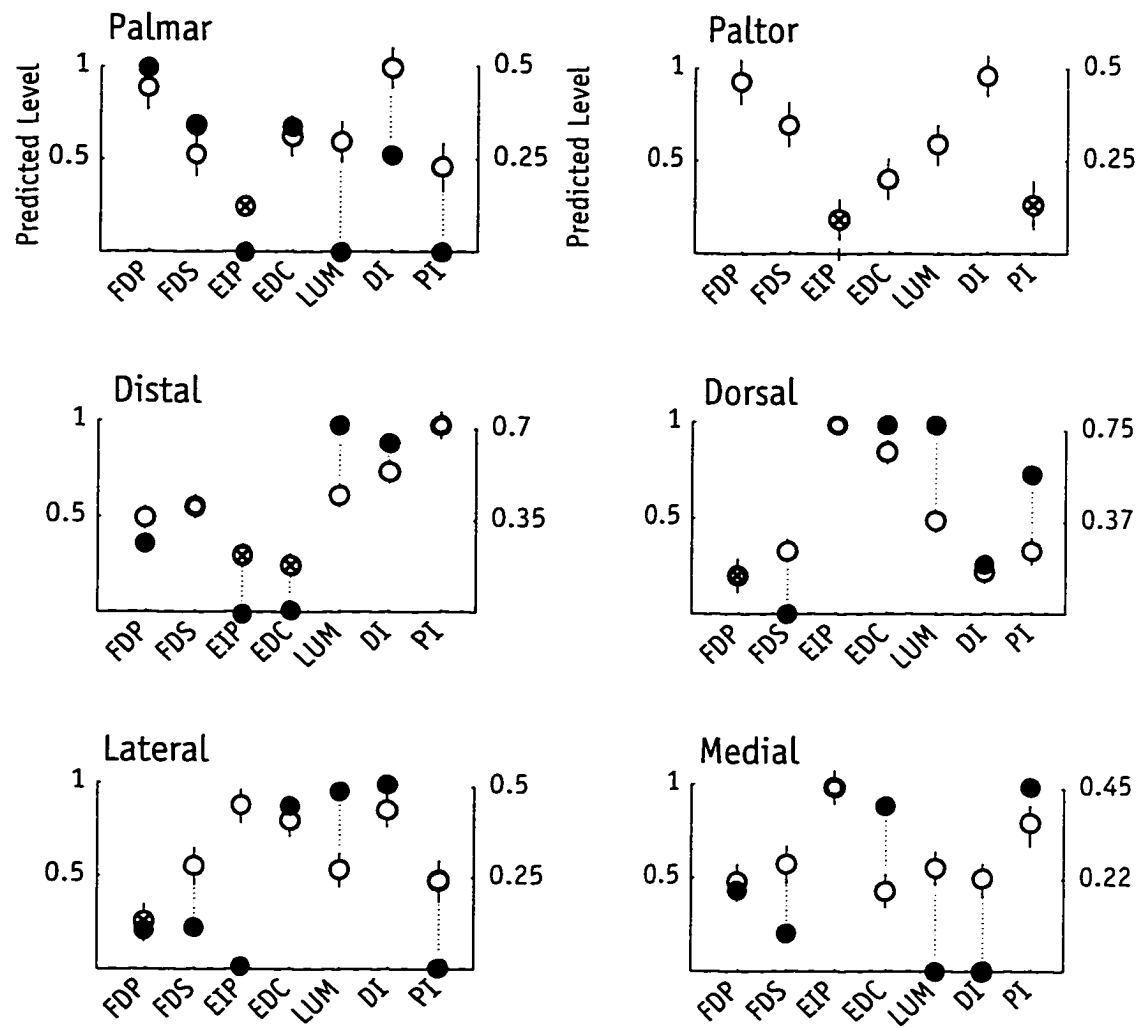 Palmar
Predicted Level
1
0.5
0.5
0.25
FDP FDS EIP EDC LUM DI PI
Paltor
Predicted Level
1
0.5
0.5
0.25
FDP FDS EIP EDC LUM DI PI
Distal
1
0.5
0.7
0.35
FDP FDS EIP EDC LUM DI PI
Dorsal
1
0.5
0.75
0.37
FDP FDS EIP EDC LUM DI PI
Lateral
1
0.5
0.5
0.25
FDP FDS EIP EDC LUM DI PI
Medial
1
0.5
0.45
0.22
FDP FDS EIP EDC LUM DI PI